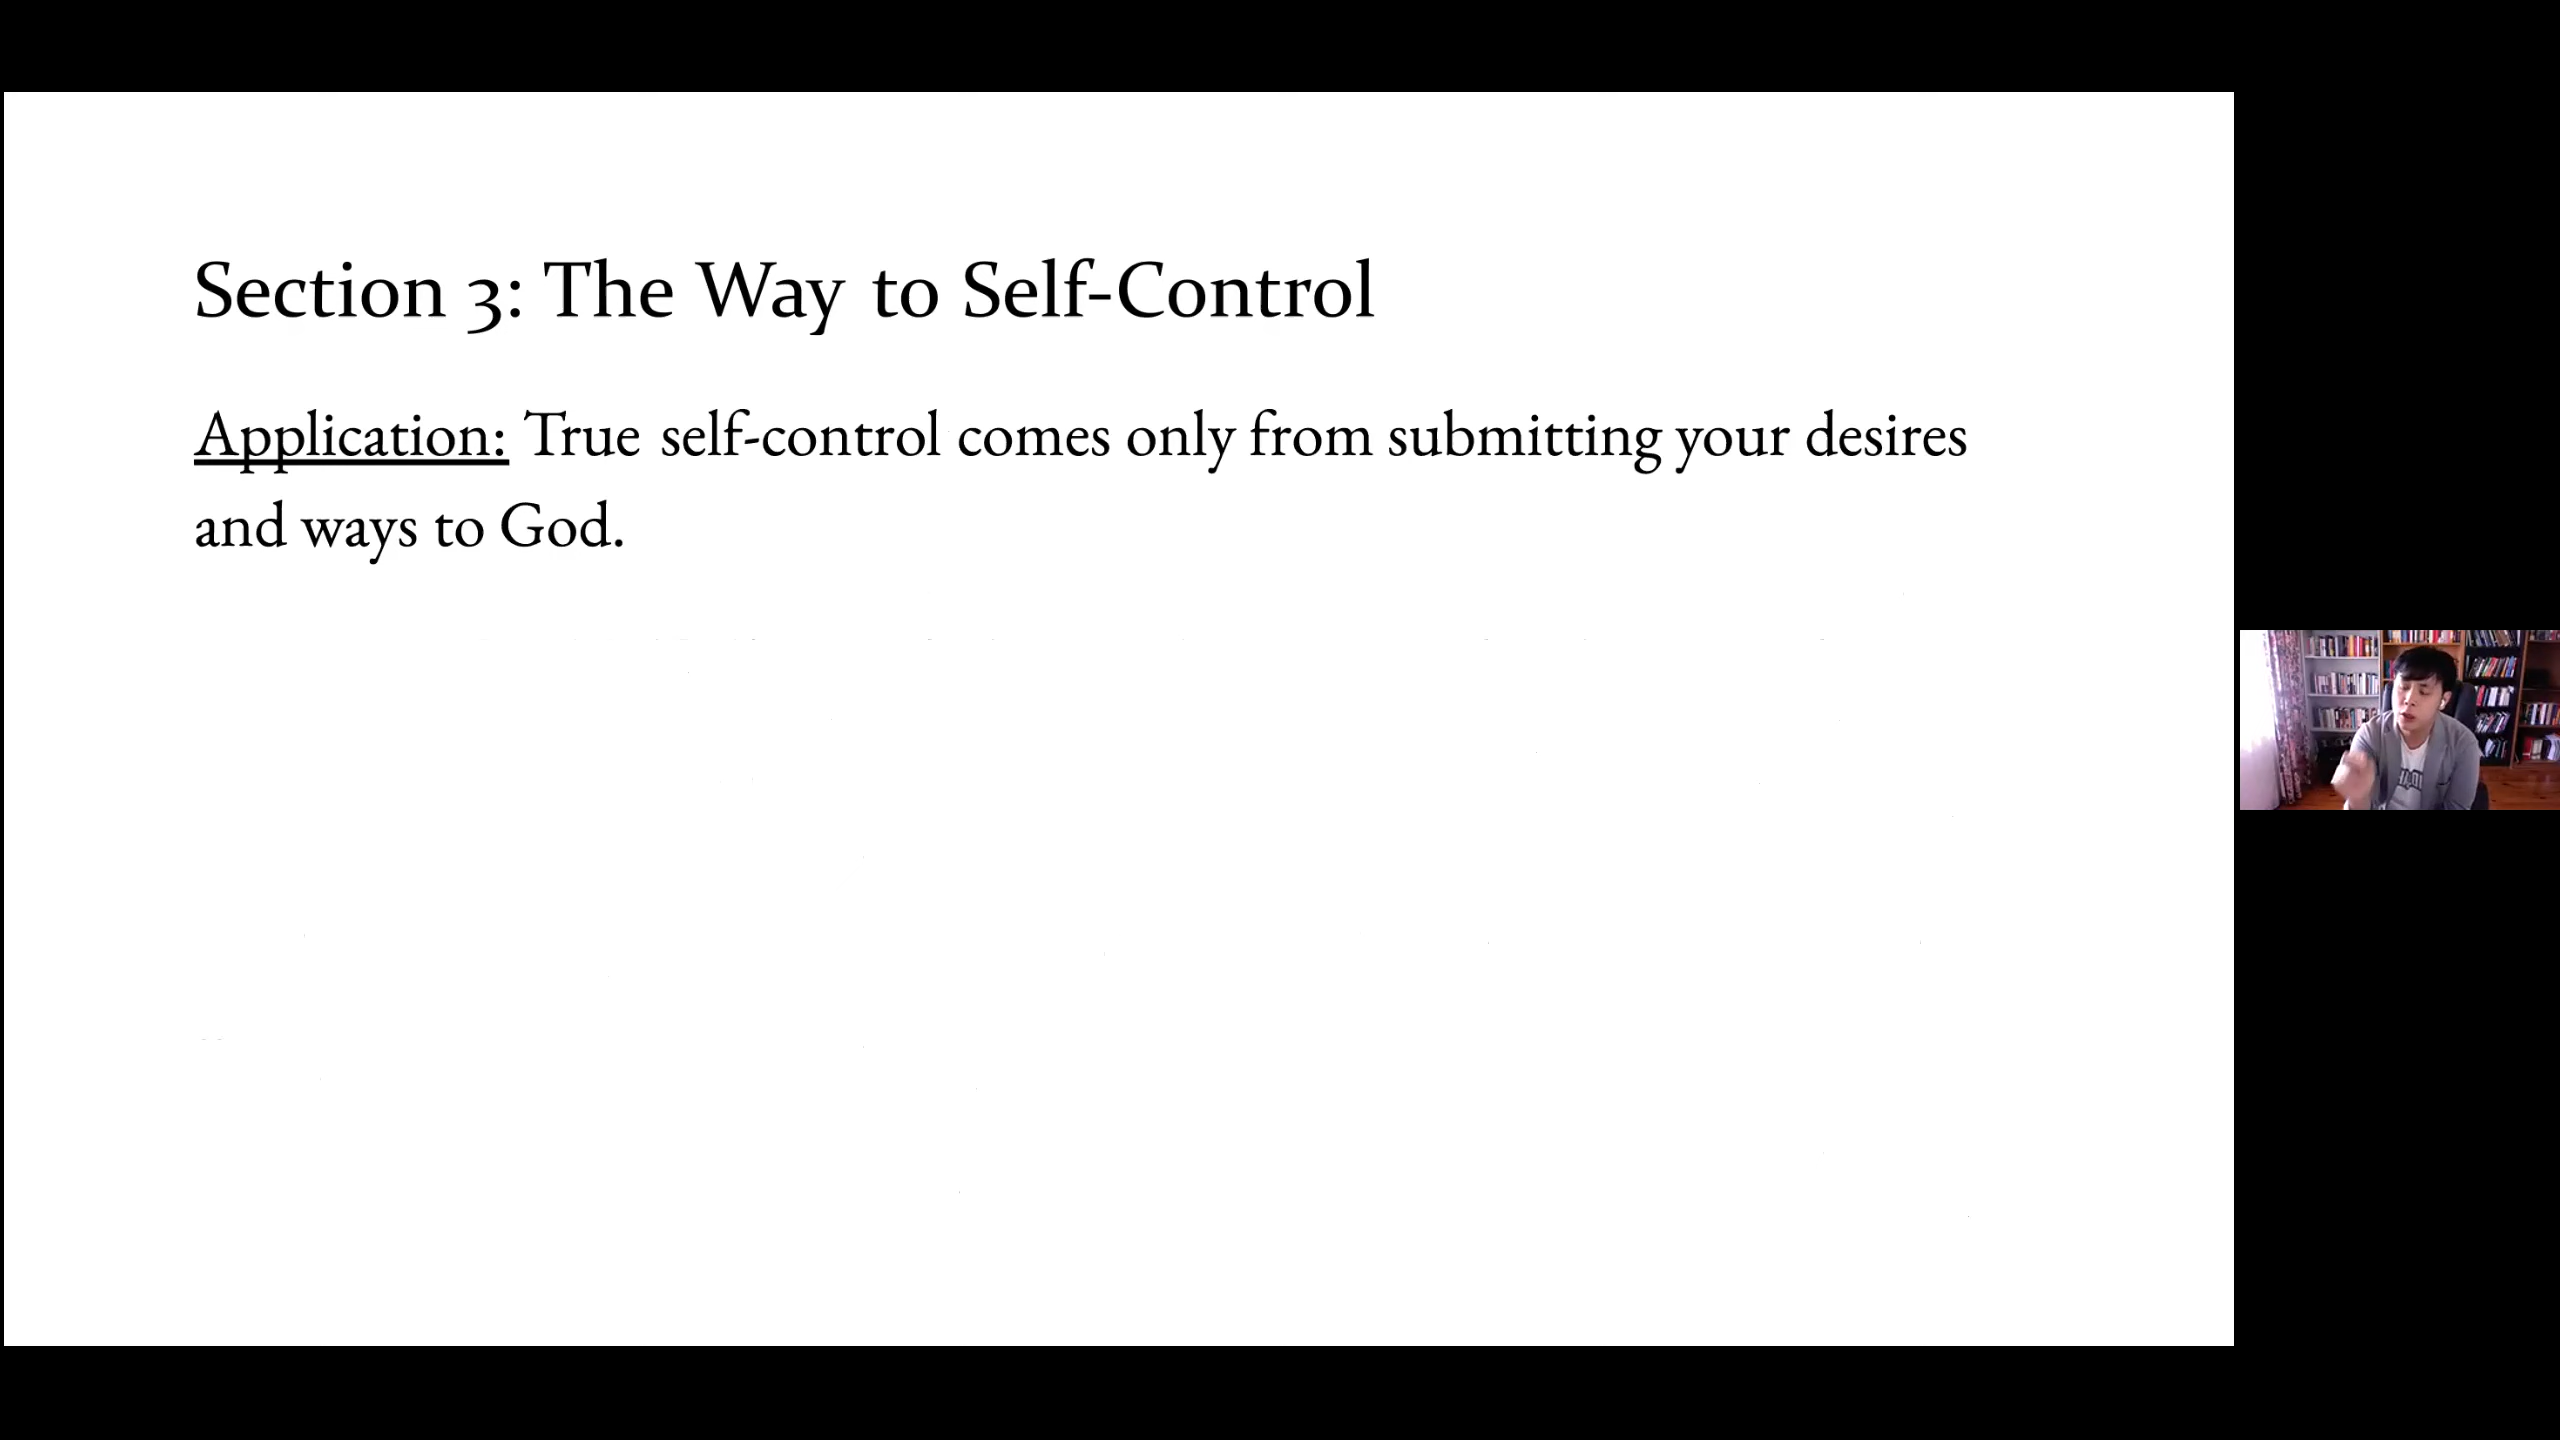 Section 3: The Way to Self-Control
Application: True self-control comes only from submitting your desires
and ways to God.